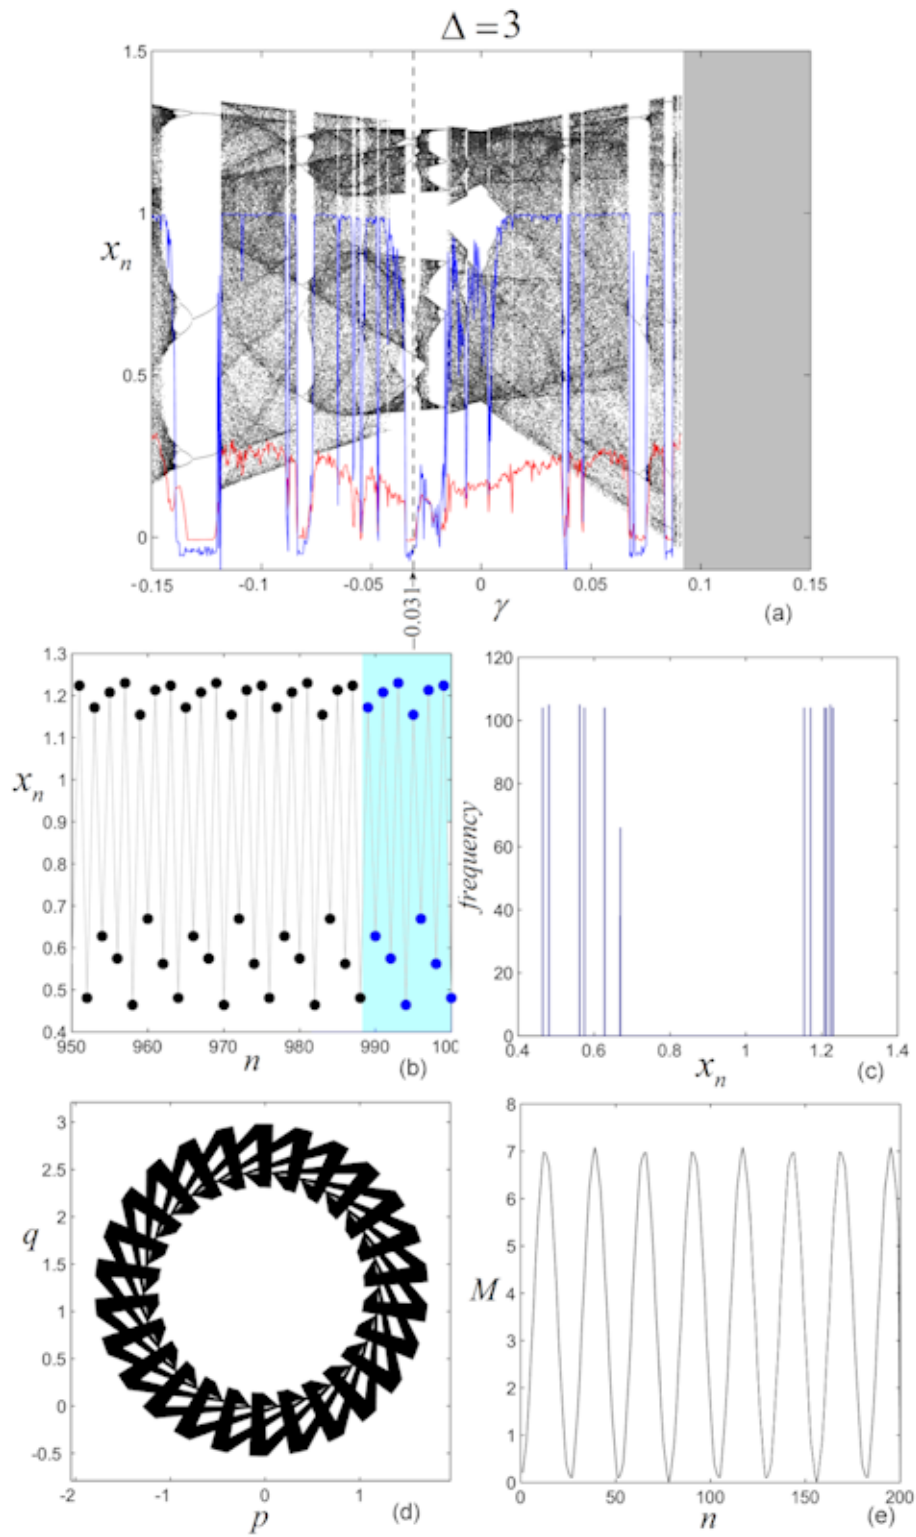 Δ = 3
1.5
1
x_n
0.5
0
-0.15 -0.1 -0.05 0 0.05 0.1 0.15
γ
(a)
-0.031
1.3
1.2
1.1
1
x_n
0.9
0.8
0.7
0.6
0.5
0.4
950 960 970 980 990 100
n
(b)
120
100
80
60
40
20
0
frequency
0.4 0.6 0.8 1 1.2 1.4
x_n
(c)
3
2.5
2
q
1.5
1
0.5
0
-0.5
-2 -1 0 1
p
(d)
8
7
6
5
4
M
3
2
1
0
0 50 100 150 200
n
(e)